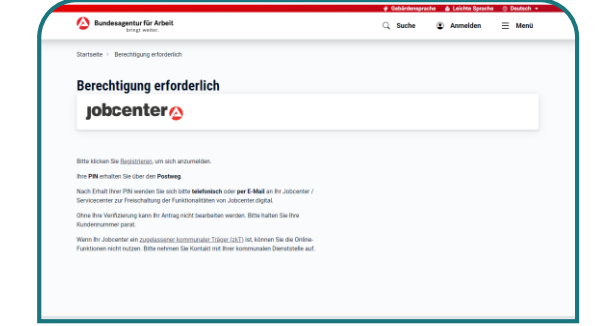 Gebärdensprache Leichte Sprache Deutsch
Bundesagentur für Arbeit
bringt weiter.
Suche Anmelden Menü
Startseite > Berechtigung erforderlich
Berechtigung erforderlich
jobcenter
Bitte klicken Sie Registrieren, um sich anzumelden.
Ihre PIN erhalten Sie über den Postweg.
Nach Erhalt Ihrer PIN wenden Sie sich bitte telefonisch oder per E-Mail an Ihr Jobcenter /
Servicecenter zur Freischaltung der Funktionalitäten von Jobcenter.digital.
Ohne Ihre Verifizierung kann Ihr Antrag nicht bearbeiten werden. Bitte halten Sie Ihre
Kundennummer parat.
Wenn Ihr Jobcenter ein zugelassener kommunaler Träger (zkT) ist, können Sie die Online-
Funktionen nicht nutzen. Bitte nehmen Sie Kontakt mit Ihrer kommunalen Dienststelle auf.